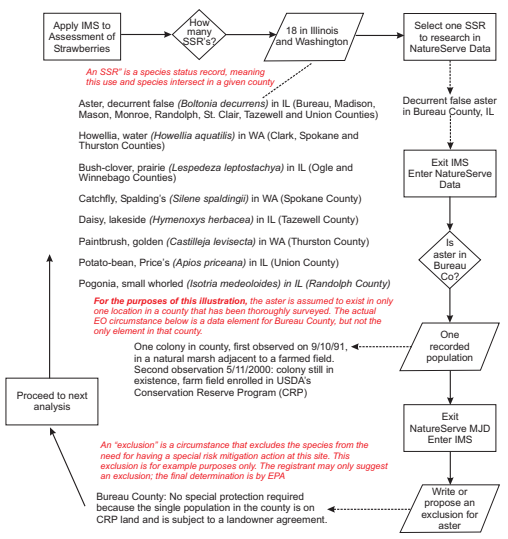 Apply IMS to
Assessment of
Strawberries
How
many
SSR's?
18 in Illinois
and Washington
Select one SSR
to research in
NatureServe Data
An SSR" is a species status record, meaning
this use and species intersect in a given county
Aster, decurrent false (Boltonia decurrens) in IL (Bureau, Madison,
Mason, Monroe, Randolph, St. Clair, Tazewell and Union Counties)
Howellia, water (Howellia aquatilis) in WA (Clark, Spokane and
Thurston Counties)
Bush-clover, prairie (Lespedeza leptostachya) in IL (Ogle and
Winnebago Counties)
Catchfly, Spalding's (Silene spaldingii) in WA (Spokane County)
Daisy, lakeside (Hymenoxys herbacea) in IL (Tazewell County)
Paintbrush, golden (Castilleja levisecta) in WA (Thurston County)
Potato-bean, Price's (Apios priceana) in IL (Union County)
Pogonia, small whorled (Isotria medeoloides) in IL (Randolph County)
Decurrent false aster
in Bureau County, IL
Exit IMS
Enter NatureServe
Data
Is
aster in
Bureau
Co?
For the purposes of this illustration, the aster is assumed to exist in only
one location in a county that has been thoroughly surveyed. The actual
EO circumstance below is a data element for Bureau County, but not the
only element in that county.
One
recorded
population
One colony in county, first observed on 9/10/91,
in a natural marsh adjacent to a farmed field.
Second observation 5/11/2000: colony still in
existence, farm field enrolled in USDA's
Conservation Reserve Program (CRP)
Proceed to next
analysis
Exit
NatureServe MJD
Enter IMS
An "exclusion" is a circumstance that excludes the species from the
need for having a special risk mitigation action at this site. This
exclusion is for example purposes only. The registrant may only suggest
an exclusion; the final determination is by EPA
Write or
propose an
exclusion for
aster
Bureau County: No special protection required
because the single population in the county is on
CRP land and is subject to a landowner agreement.